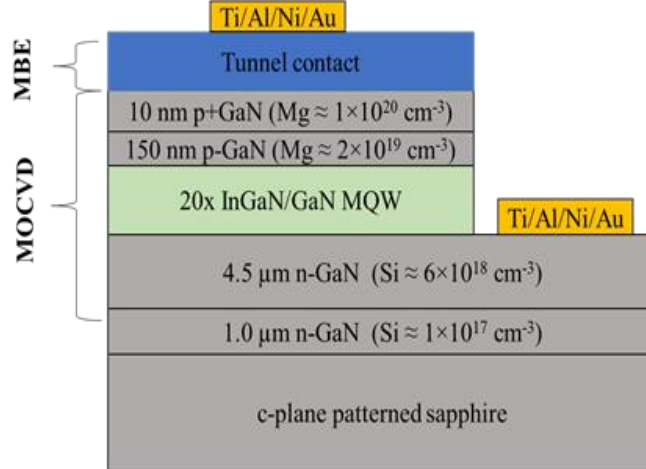 Ti/Al/Ni/Au
MBE
Tunnel contact
MOCVD
10 nm p+GaN (Mg ≈ 1×10²⁰ cm⁻³)
150 nm p-GaN (Mg ≈ 2×10¹⁹ cm⁻³)
20x InGaN/GaN MQW
Ti/Al/Ni/Au
4.5 µm n-GaN (Si ≈ 6×10¹⁸ cm⁻³)
1.0 µm n-GaN (Si ≈ 1×10¹⁷ cm⁻³)
c-plane patterned sapphire